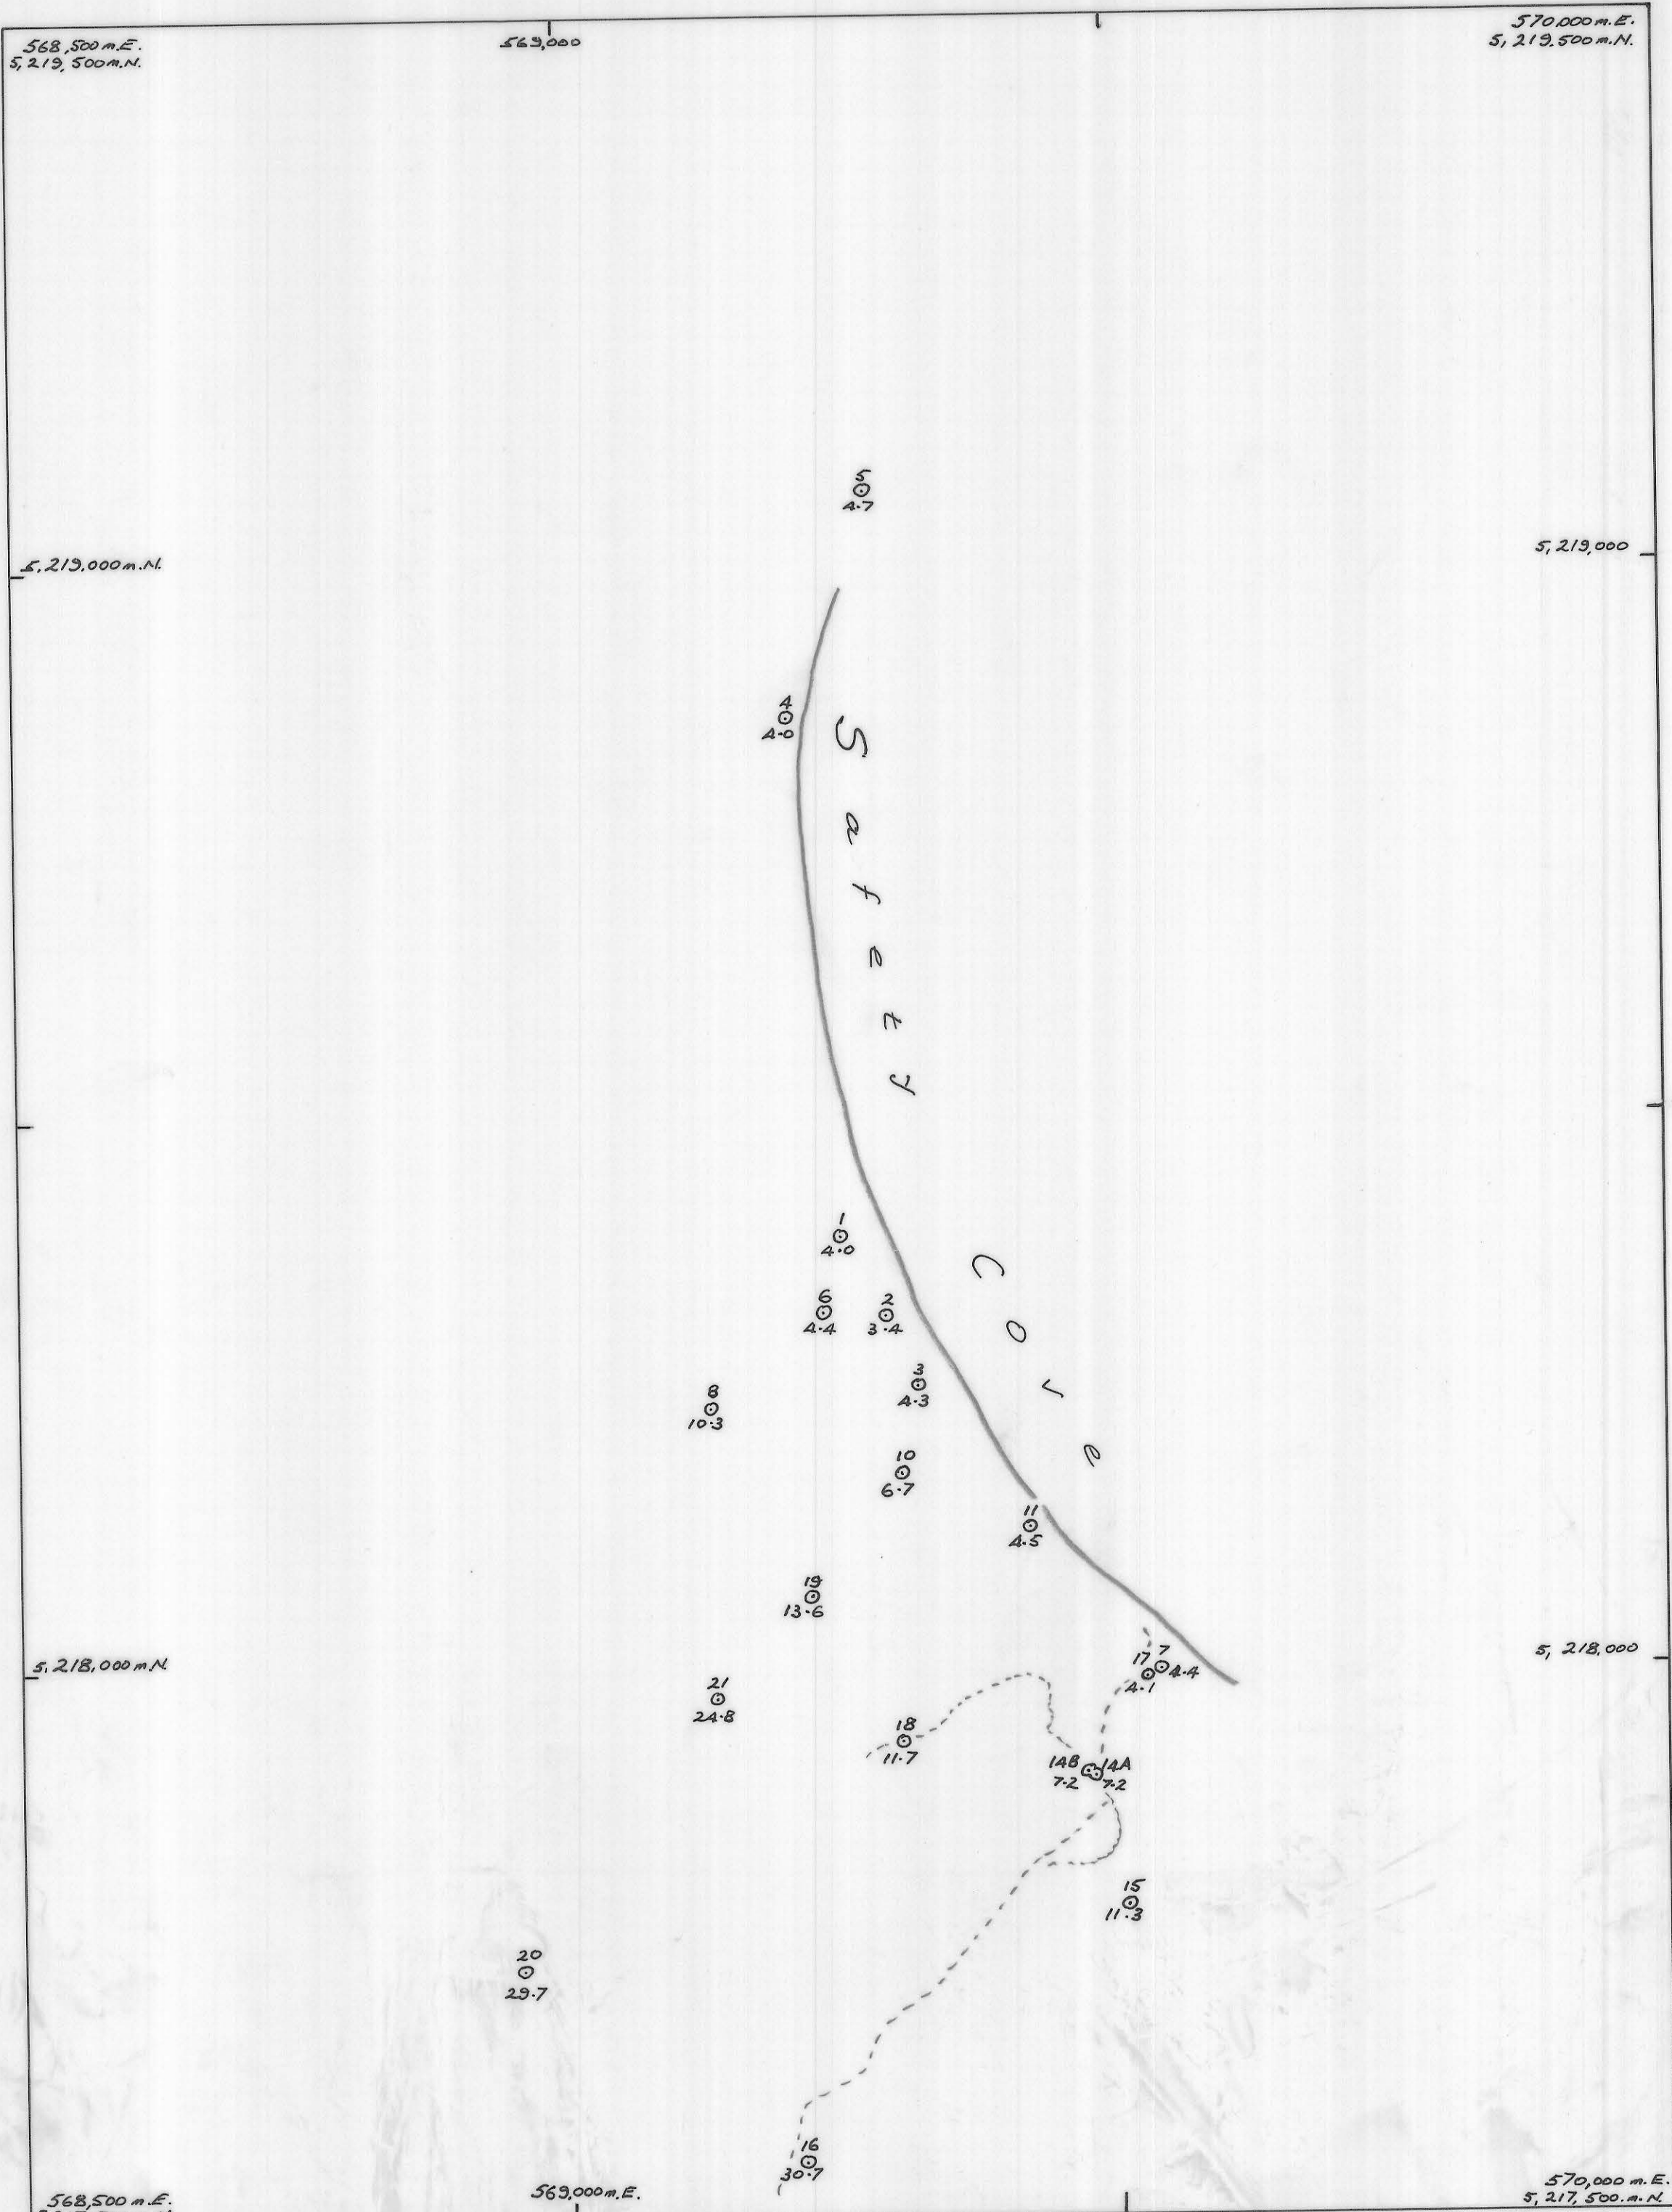 568,500 m.E.
5,219,500 m.N.
569,000
570,000 m.E.
5,219,500 m.N.
5
4.7
5,219,000 m.N.
5,219,000
4
4.0
Safety
1
4.0
Cove
6
4.4
2
3.4
3
4.3
8
10.3
10
6.7
11
4.5
19
13.6
5,218,000 m.N.
5,218,000
17
4.1
7
4.4
21
24.8
18
11.7
14B
7.2
14A
7.2
15
11.3
20
29.7
16
30.7
568,500 m.E.
569,000 m.E.
570,000 m.E.
5,217,500.m.N.